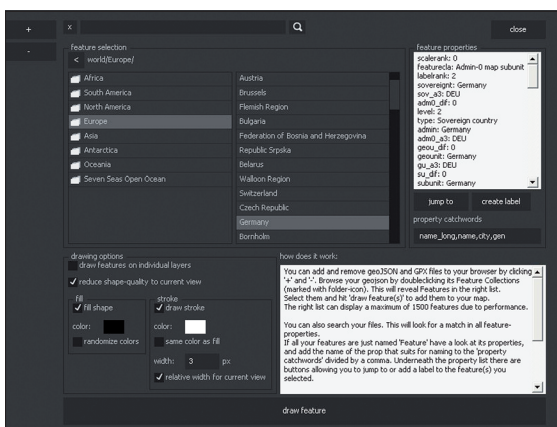 +
-
x
close
feature selection
< world/Europe/
Africa
South America
North America
Europe
Asia
Antarctica
Oceania
Seven Seas Open Ocean
Austria
Brussels
Flemish Region
Bulgaria
Federation of Bosnia and Herzegovina
Republic Srpska
Belarus
Walloon Region
Switzerland
Czech Republic
Germany
Bornholm
feature properties
scalerank: 0
featurecla: Admin-0 map subunit
labelrank: 2
sovereignt: Germany
sov_a3: DEU
adm0_dif: 0
level: 2
type: Sovereign country
admin: Germany
adm0_a3: DEU
geou_dif: 0
geounit: Germany
gu_a3: DEU
su_dif: 0
subunit: Germany
jump to
create label
property catchwords
name_long,name,city,gen
drawing options
draw features on individual layers
reduce shape-quality to current view
fill
fill shape
color:
randomize colors
stroke
draw stroke
color:
same color as fill
width: 3 px
relative width for current view
how does it work:
You can add and remove geoJSON and GPX files to your browser by clicking
'+' and '-'. Browse your geojson by doubleclicking its Feature Collections
(marked with folder-icon). This will reveal Features in the right list.
Select them and hit 'draw feature(s)' to add them to your map.
The right list can display a maximum of 1500 features due to performance.
You can also search your files. This will look for a match in all feature-
properties.
If all your features are just named 'Feature' have a look at its properties,
and add the name of the prop that suits for naming to the 'property
catchwords' divided by a comma. Underneath the property list there are
buttons allowing you to jump to or add a label to the feature(s) you
selected.
draw feature